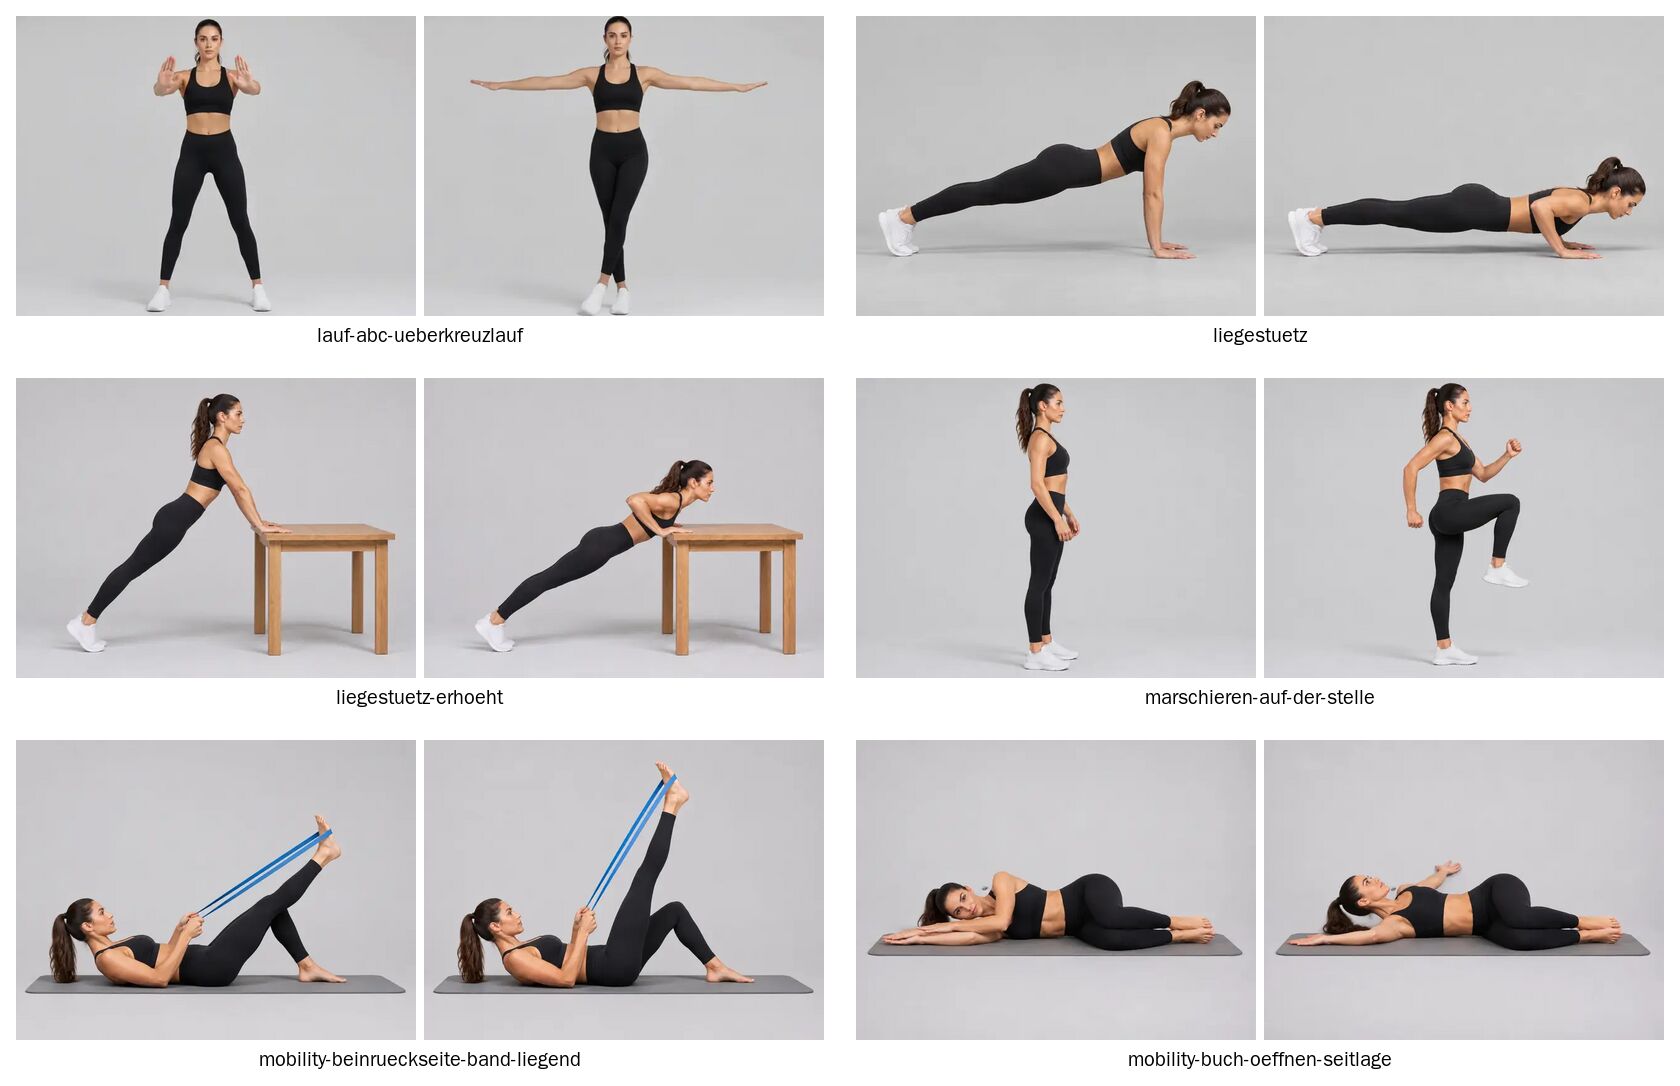 lauf-abc-ueberkreuzlauf
liegestuetz
liegestuetz-erhoeht
marschieren-auf-der-stelle
mobility-beinrueckseite-band-liegend
mobility-buch-oeffnen-seitlage